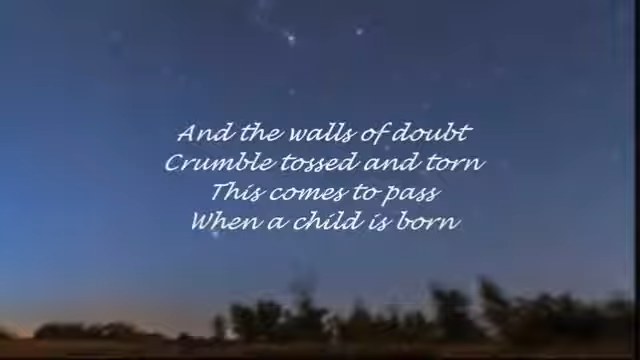 And the walls of doubt
Crumble tossed and torn
This comes to pass
When a child is born